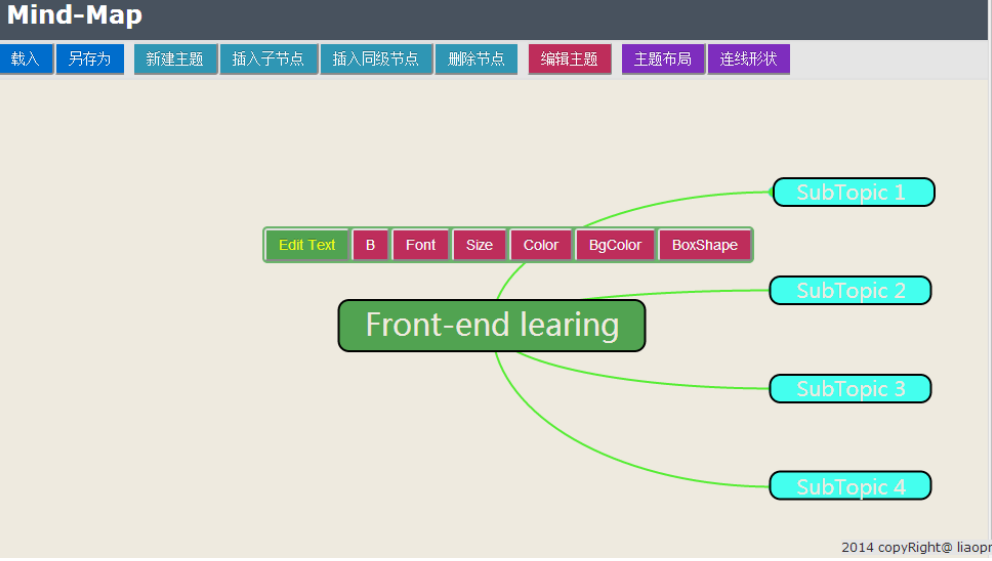 Mind-Map
载入 另存为 新建主题 插入子节点 插入同级节点 删除节点 编辑主题 主题布局 连线形状
SubTopic 1
Edit Text B Font Size Color BgColor BoxShape
SubTopic 2
Front-end learing
SubTopic 3
SubTopic 4
2014 copyRight@ liaopr